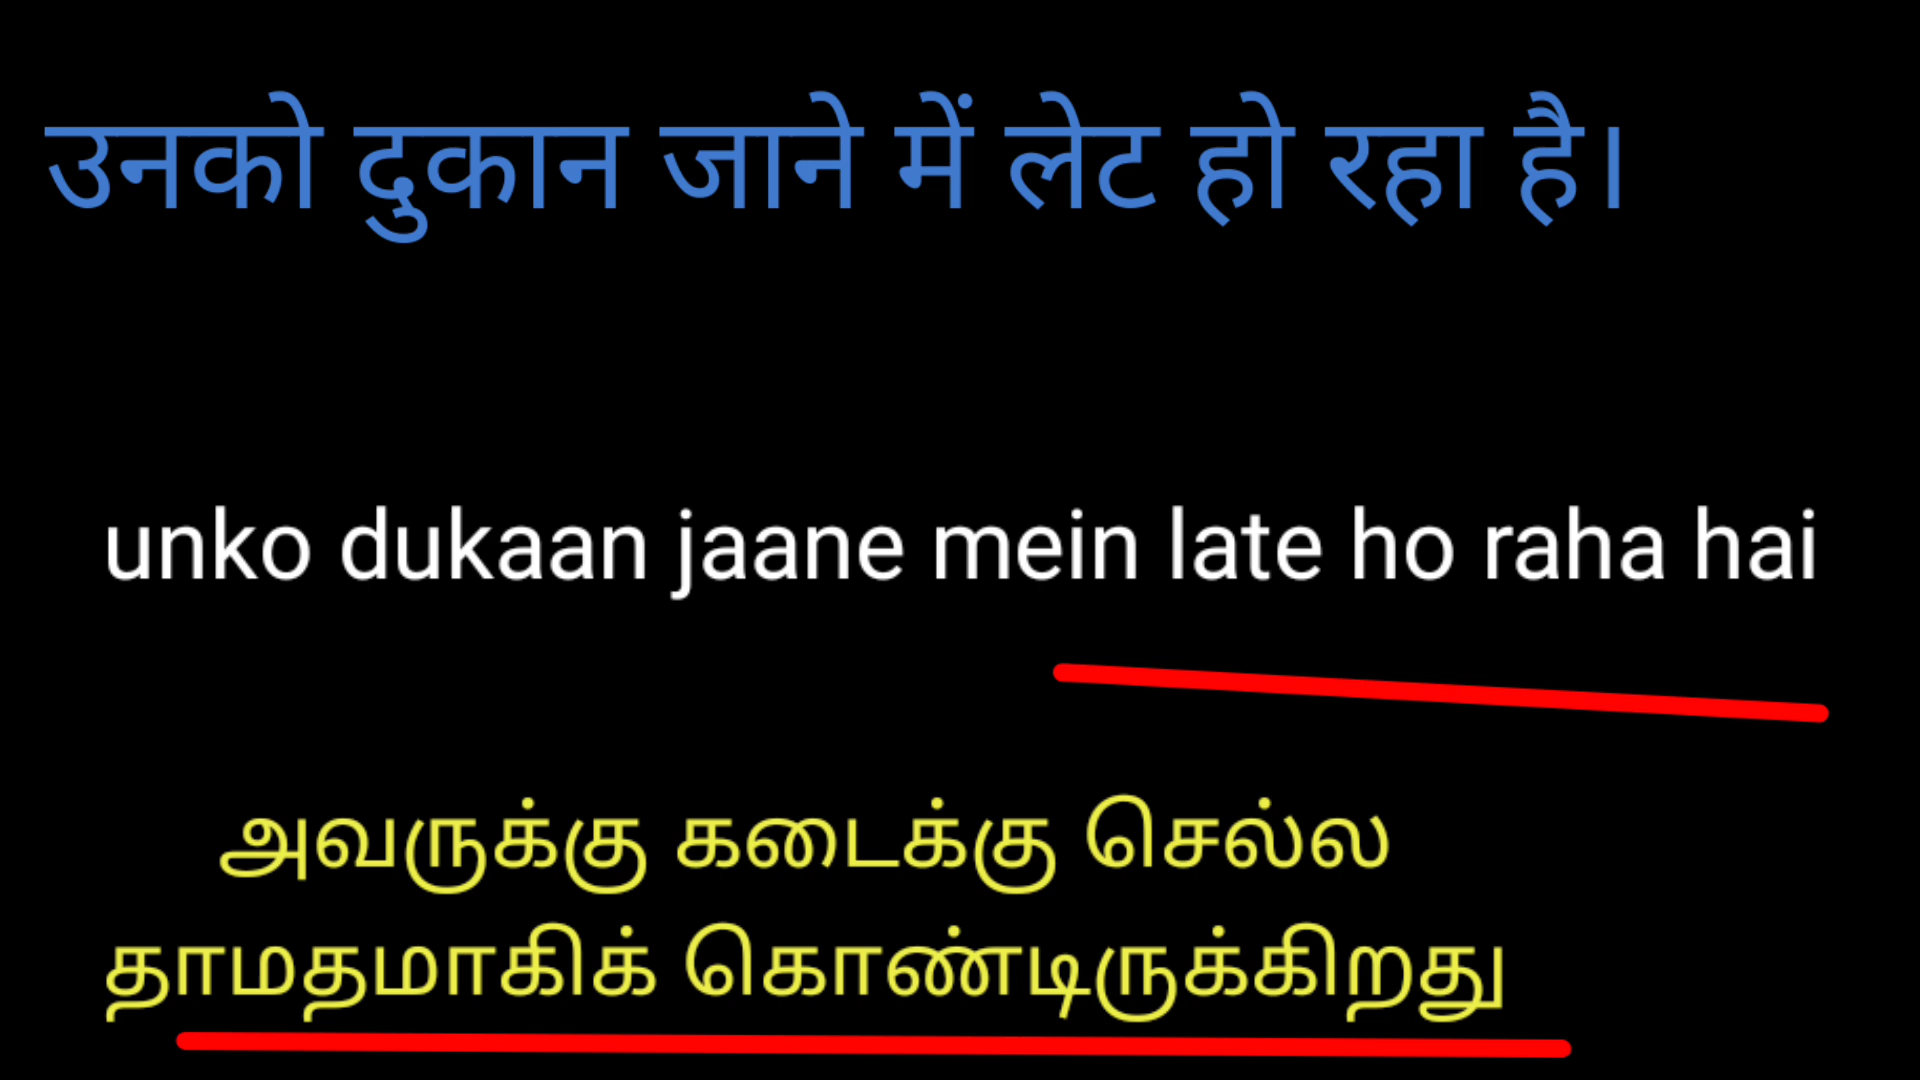 उनको दुकान जाने में लेट हो रहा है।
unko dukaan jaane mein late ho raha hai
அவருக்கு கடைக்கு செல்ல
தாமதமாகிக் கொண்டிருக்கிறது